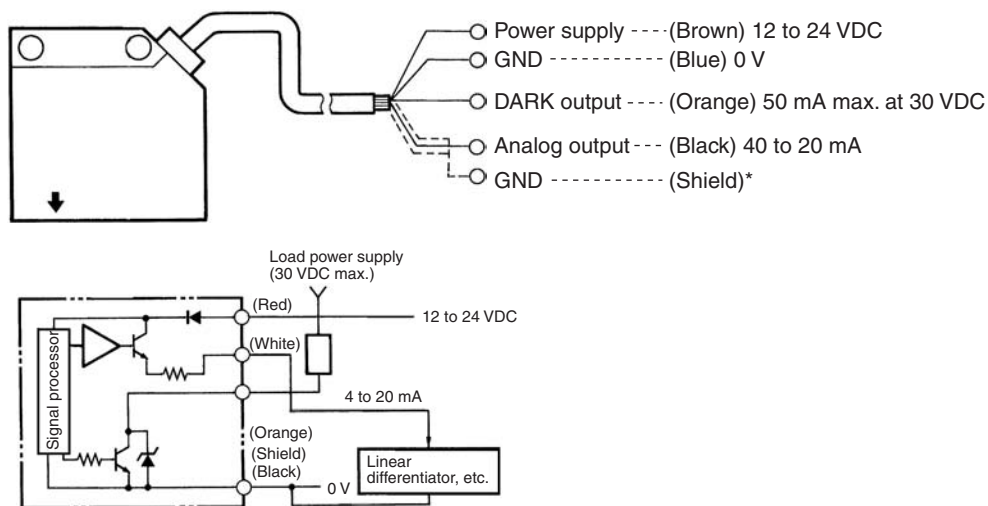 Power supply ---- (Brown) 12 to 24 VDC
GND ------------ (Blue) 0 V
DARK output ---- (Orange) 50 mA max. at 30 VDC
Analog output --- (Black) 40 to 20 mA
GND ------------ (Shield)*
Load power supply
(30 VDC max.)
(Red)
12 to 24 VDC
(White)
Signal processor
4 to 20 mA
(Orange)
(Shield)
(Black)
Linear
differentiator, etc.
0 V